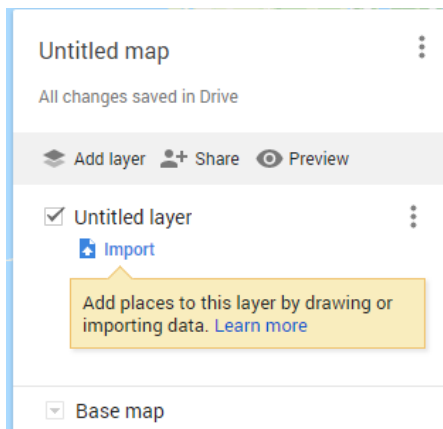 Untitled map
All changes saved in Drive
Add layer Share Preview
Untitled layer
Import
Add places to this layer by drawing or
importing data. Learn more
Base map